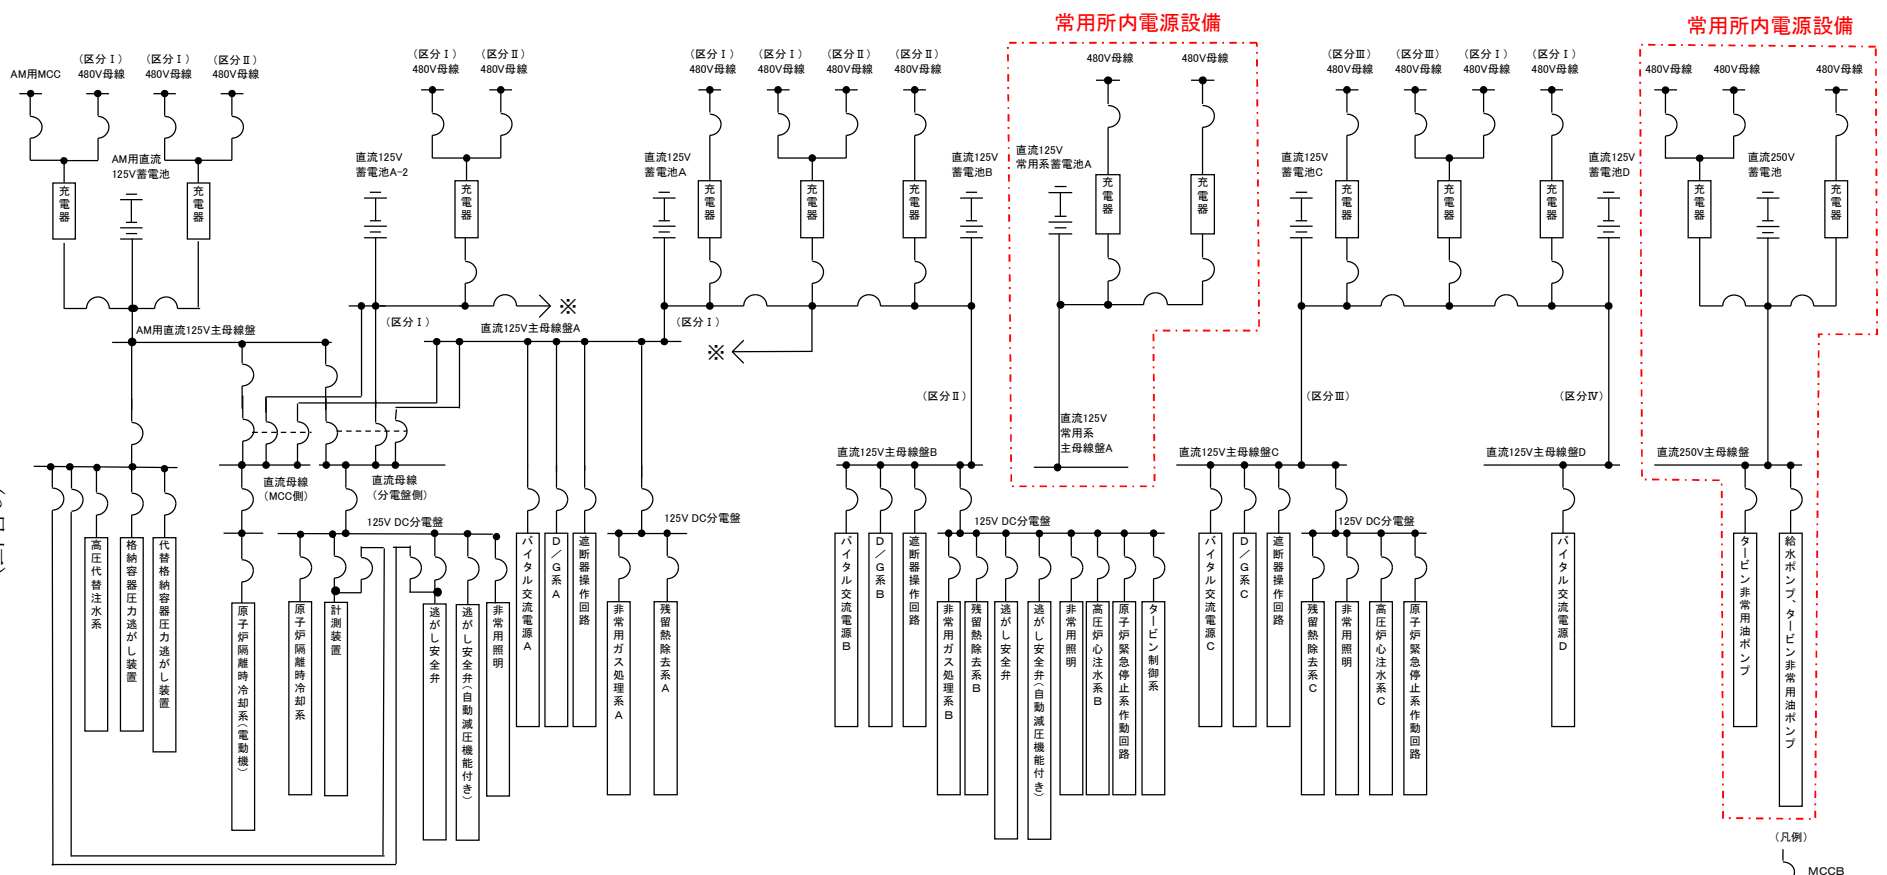 常用所内電源設備
常用所内電源設備
AM用MCC
(区分Ⅰ)
480V母線
(区分Ⅰ)
480V母線
(区分Ⅱ)
480V母線
(区分Ⅰ)
480V母線
(区分Ⅱ)
480V母線
(区分Ⅰ)
480V母線
(区分Ⅰ)
480V母線
(区分Ⅱ)
480V母線
(区分Ⅱ)
480V母線
480V母線
480V母線
(区分Ⅲ)
480V母線
(区分Ⅲ)
480V母線
(区分Ⅰ)
480V母線
(区分Ⅰ)
480V母線
480V母線
480V母線
480V母線
充電器
AM用直流
125V蓄電池
充電器
直流125V
蓄電池A-2
充電器
直流125V
蓄電池A
充電器
充電器
充電器
直流125V
蓄電池B
直流125V
常用系蓄電池A
充電器
充電器
直流125V
蓄電池C
充電器
充電器
充電器
直流125V
蓄電池D
充電器
直流250V
蓄電池
充電器
※
(区分Ⅰ)
(区分Ⅰ)
※
AM用直流125V主母線盤
直流125V主母線盤A
(区分Ⅱ)
(区分Ⅲ)
(区分Ⅳ)
直流125V
常用系
主母線盤A
直流125V主母線盤B
直流125V主母線盤C
直流125V主母線盤D
直流250V主母線盤
直流母線
(MCC側)
直流母線
(分電盤側)
125V DC分電盤
125V DC分電盤
125V DC分電盤
125V DC分電盤
高圧代替注水系
格納容器圧力逃がし装置
代替格納容器圧力逃がし装置
原子炉隔離時冷却系(電動機)
原子炉隔離時冷却系
計測装置
逃がし安全弁
逃がし安全弁(自動減圧機能付き)
非常用照明
バイタル交流電源A
D/G系A
遮断器操作回路
非常用ガス処理系A
残留熱除去系A
バイタル交流電源B
D/G系B
遮断器操作回路
非常用ガス処理系B
残留熱除去系B
逃がし安全弁
逃がし安全弁(自動減圧機能付き)
非常用照明
高圧炉心注水系B
原子炉緊急停止系作動回路
タービン制御系
バイタル交流電源C
D/G系C
遮断器操作回路
残留熱除去系C
非常用照明
高圧炉心注水系C
原子炉緊急停止系作動回路
バイタル交流電源D
タービン非常用油ポンプ
給水ポンプ、タービン非常用油ポンプ
(凡例)
MCCB